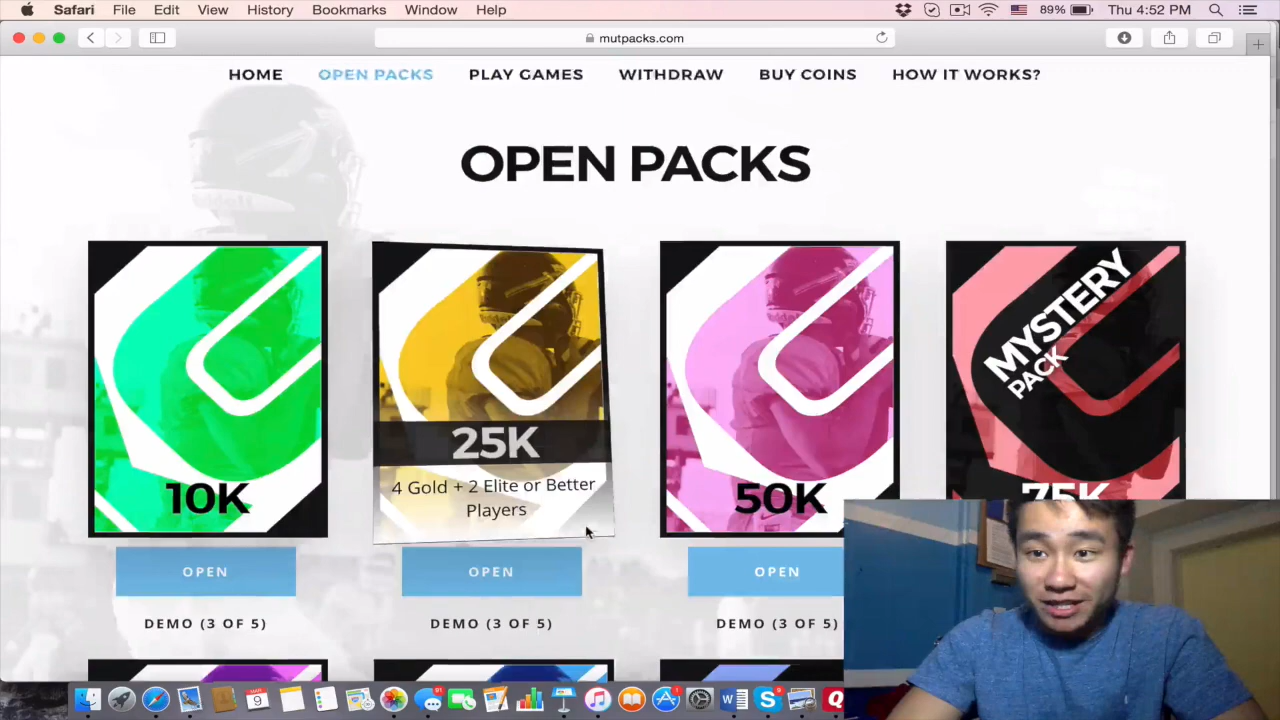 Safari File Edit View History Bookmarks Window Help 89% Thu 4:52 PM
mutpacks.com
HOME OPEN PACKS PLAY GAMES WITHDRAW BUY COINS HOW IT WORKS?
OPEN PACKS
MYSTERY
PACK
25K
4 Gold + 2 Elite or Better
Players
10K
50K
75K
OPEN
OPEN
OPEN
DEMO (3 OF 5)
DEMO (3 OF 5)
DEMO (3 OF 5)